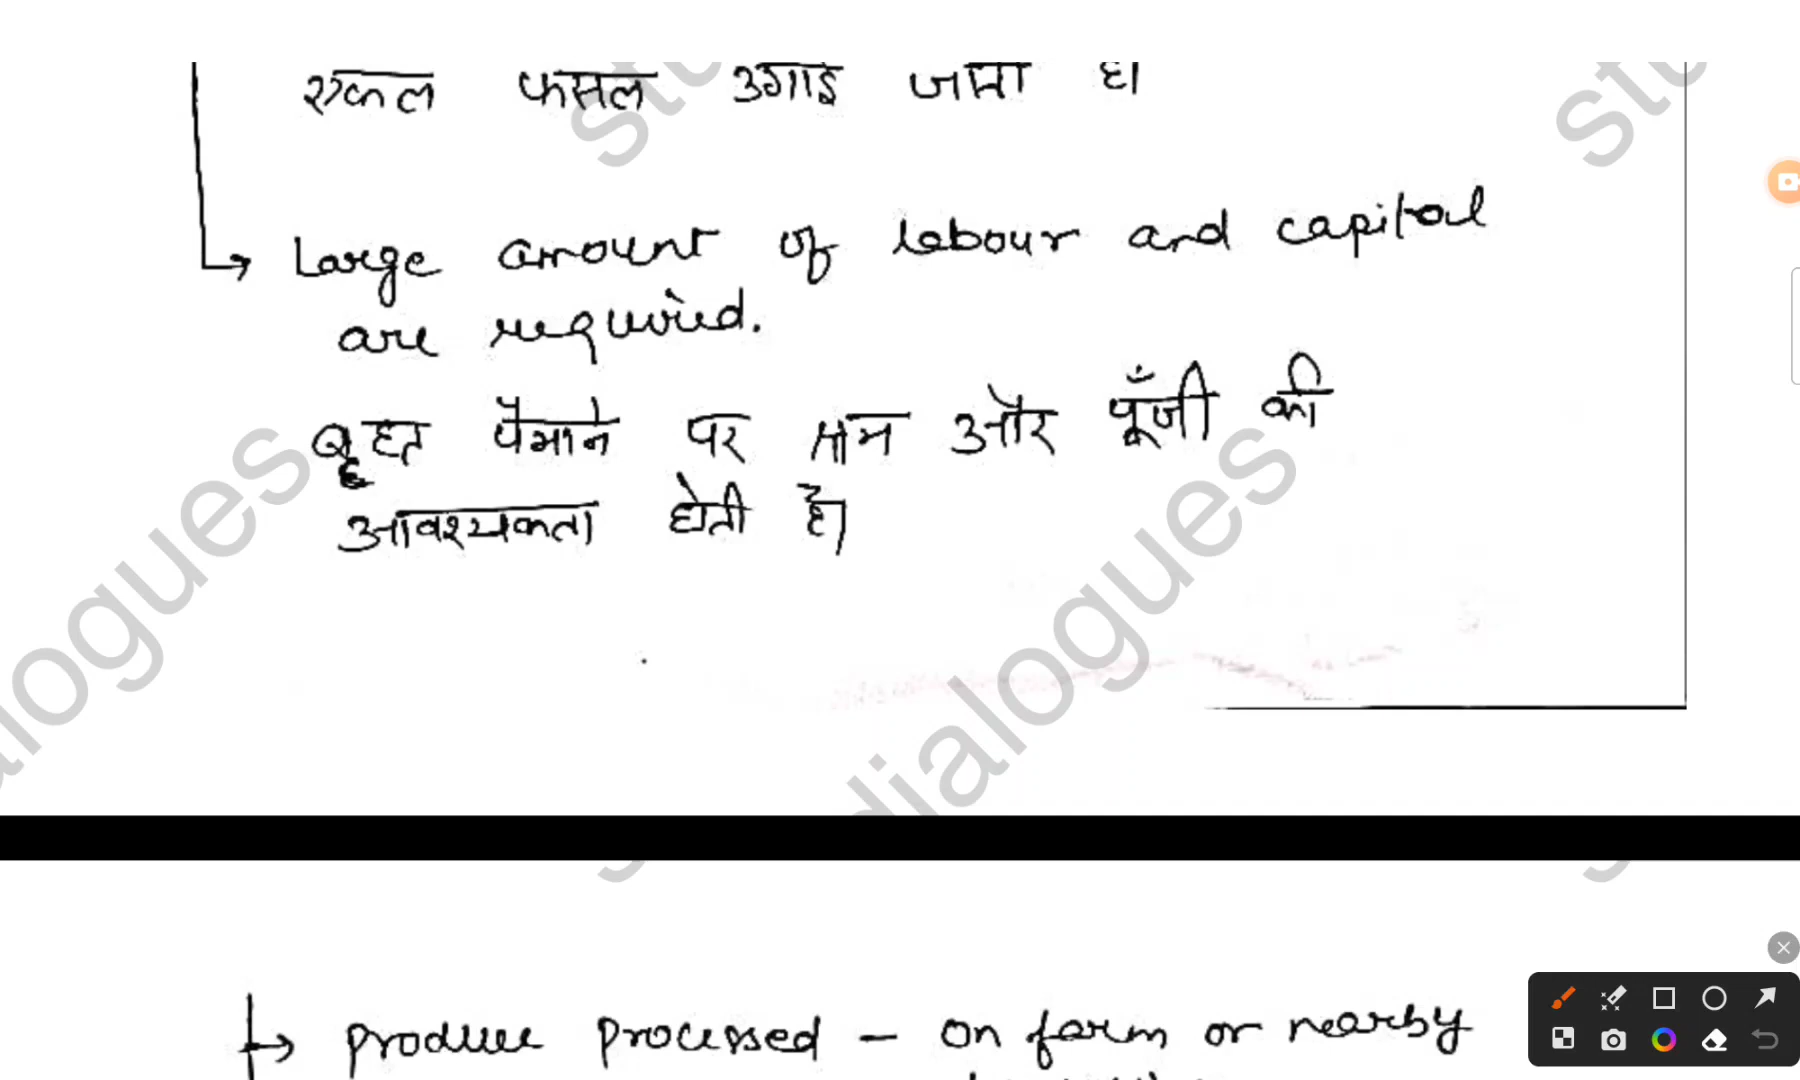 एकल फसल उगाई जाती है।
Large amount of labour and capital
are required.
बृहत पैमाने पर श्रम और पूँजी की
आवश्यकता होती है।
produce processed - on farm or nearby